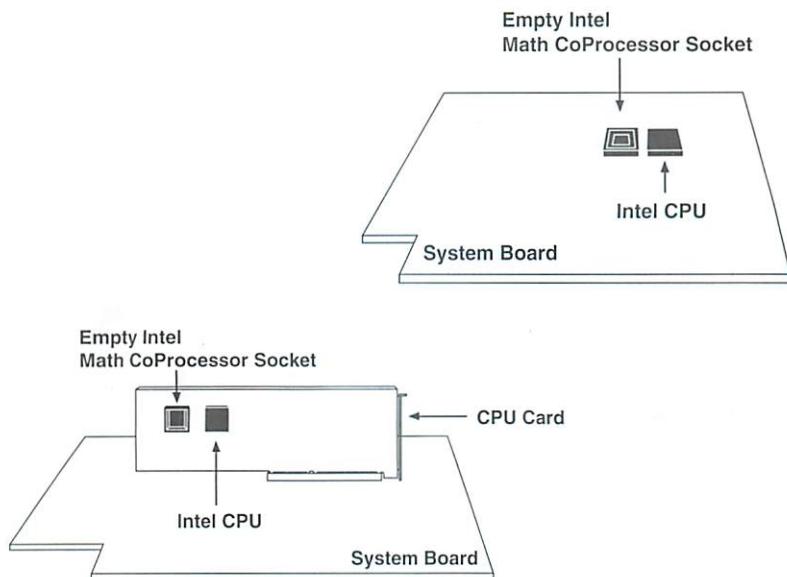 Empty Intel
Math CoProcessor Socket
Intel CPU
System Board
Empty Intel
Math CoProcessor Socket
CPU Card
Intel CPU
System Board